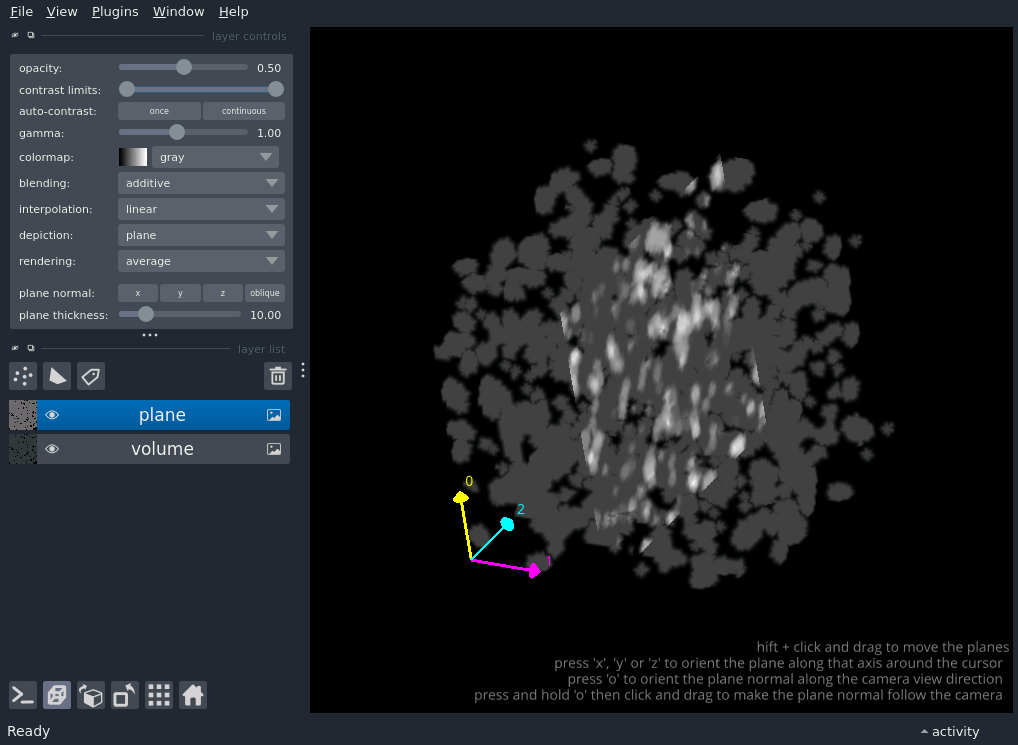 File View Plugins Window Help
layer controls
opacity: 0.50
contrast limits:
auto-contrast: once continuous
gamma: 1.00
colormap: gray
blending: additive
interpolation: linear
depiction: plane
rendering: average
plane normal: x y z oblique
plane thickness: 10.00
layer list
plane
volume
0
2
1
hift + click and drag to move the planes
press 'x', 'y' or 'z' to orient the plane along that axis around the cursor
press 'o' to orient the plane normal along the camera view direction
press and hold 'o' then click and drag to make the plane normal follow the camera
Ready activity